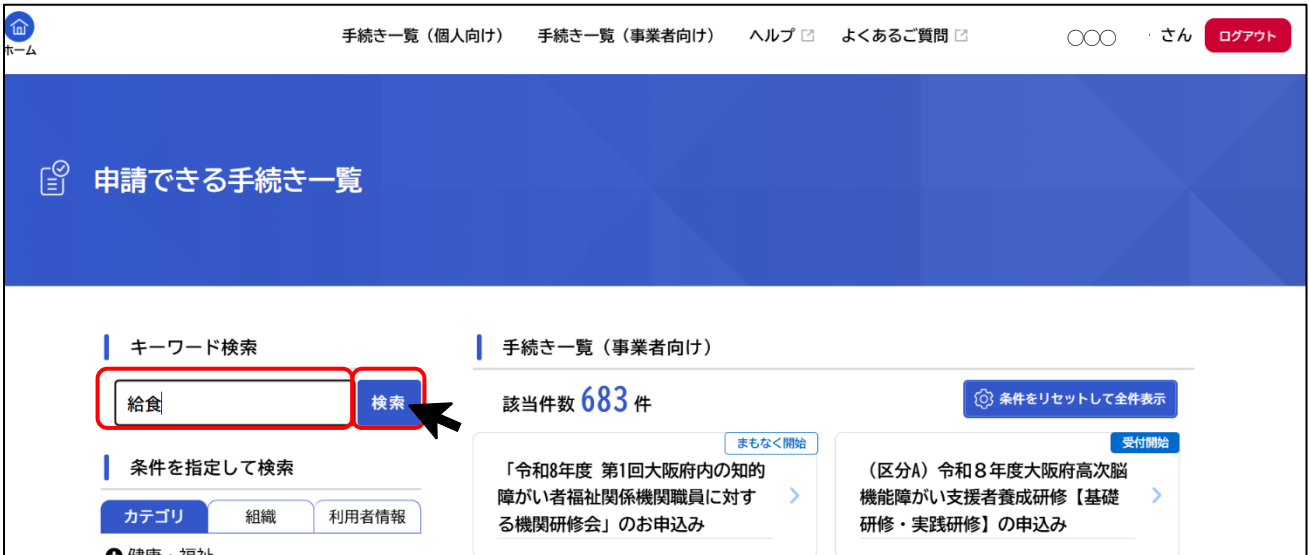 ホーム
手続き一覧（個人向け） 手続き一覧（事業者向け） ヘルプ よくあるご質問 ○○○ さん ログアウト
申請できる手続き一覧
キーワード検索
給食
検索
条件を指定して検索
カテゴリ 組織 利用者情報
健康・福祉
手続き一覧（事業者向け）
該当件数 683 件
条件をリセットして全件表示
まもなく開始
「令和8年度 第1回大阪府内の知的
障がい者福祉関係機関職員に対す
る機関研修会」のお申込み
受付開始
（区分A）令和８年度大阪府高次脳
機能障がい支援者養成研修【基礎
研修・実践研修】の申込み